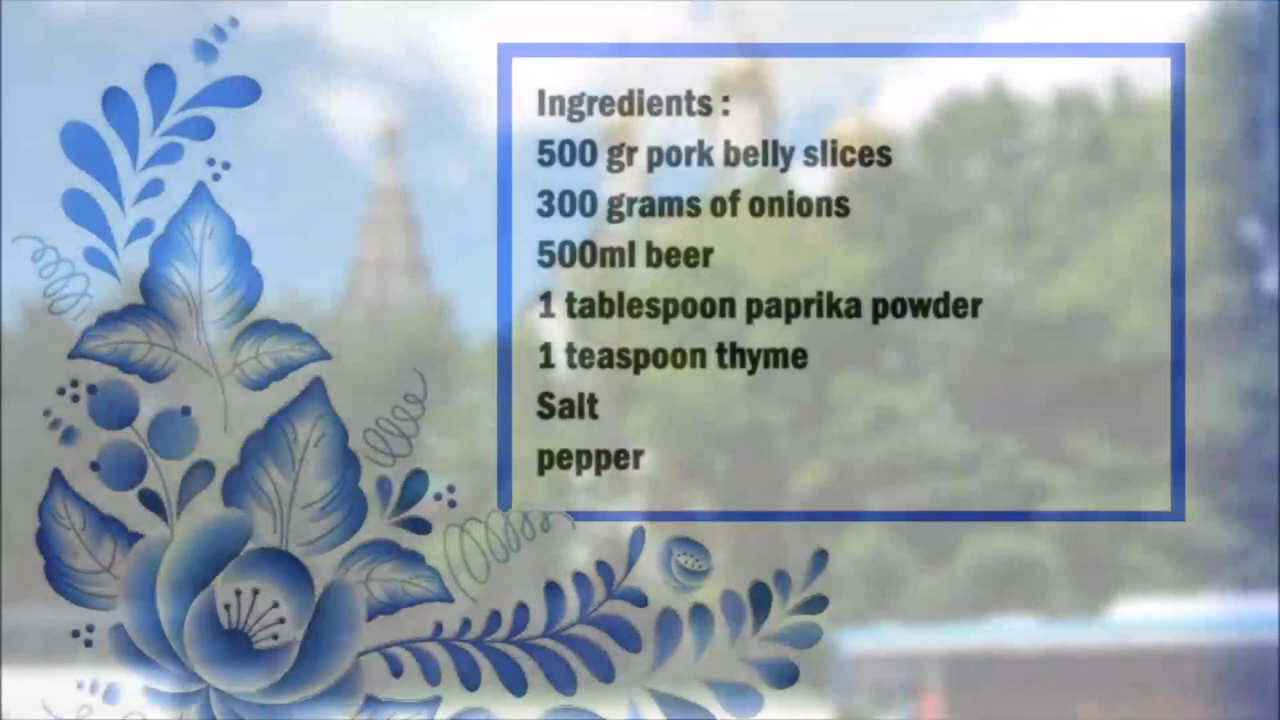 Ingredients :
500 gr pork belly slices
300 grams of onions
500ml beer
1 tablespoon paprika powder
1 teaspoon thyme
Salt
pepper